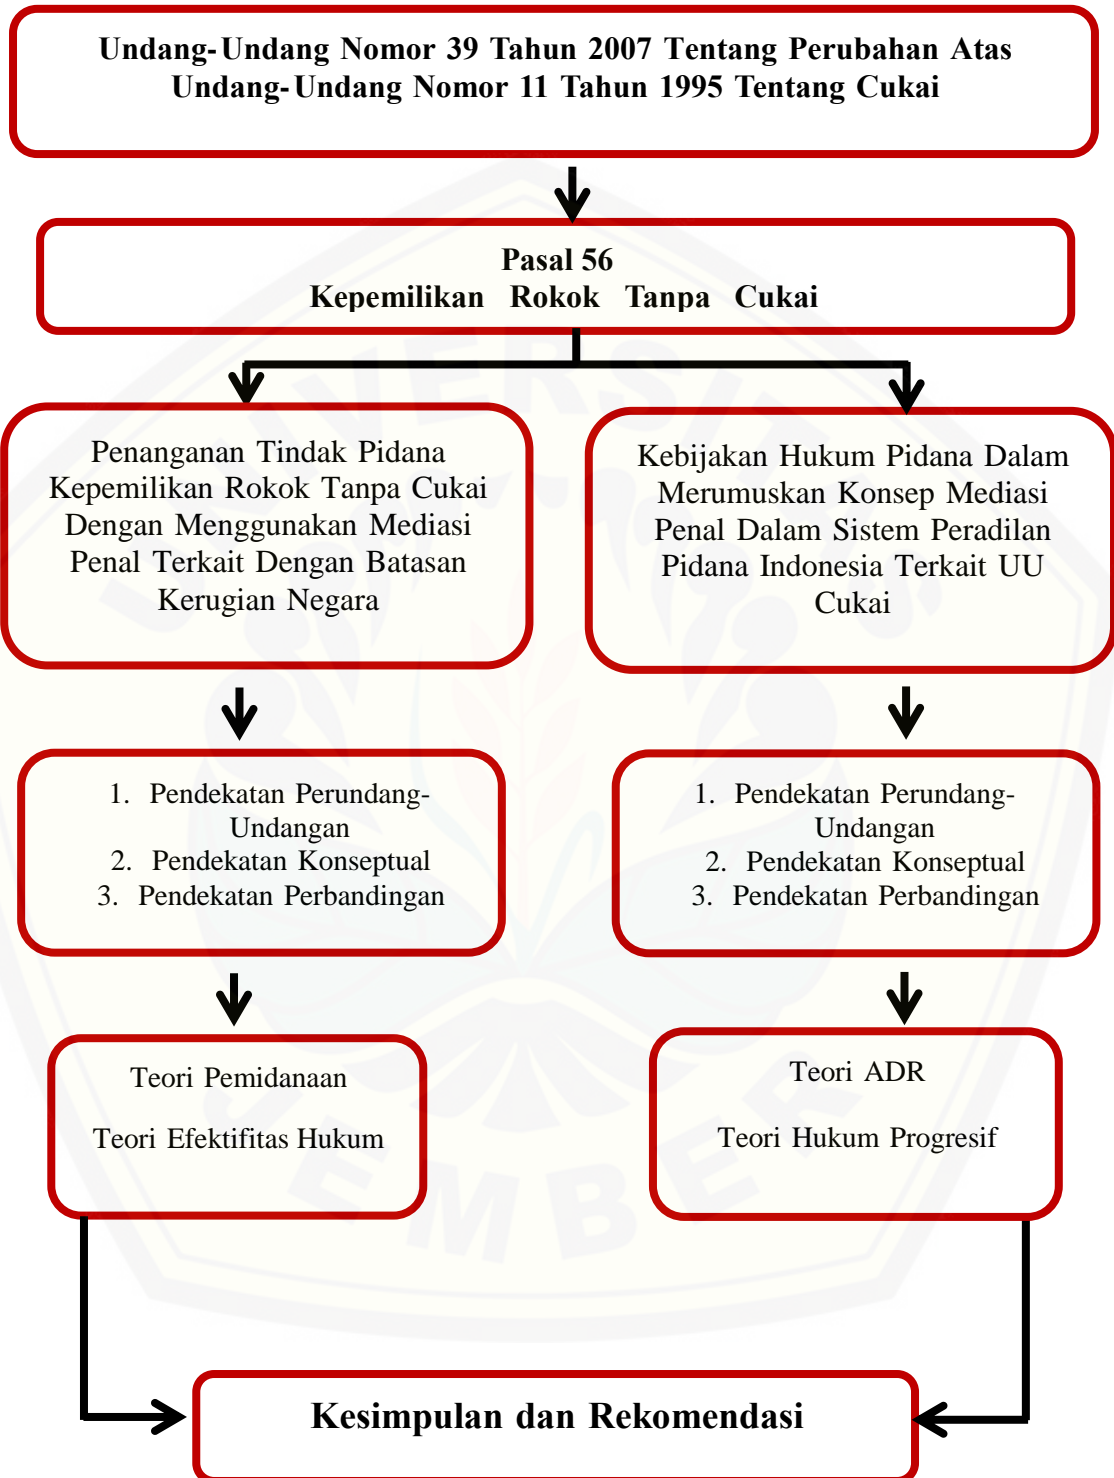 Undang-Undang Nomor 39 Tahun 2007 Tentang Perubahan Atas
Undang-Undang Nomor 11 Tahun 1995 Tentang Cukai
Pasal 56
Kepemilikan Rokok Tanpa Cukai
Penanganan Tindak Pidana
Kepemilikan Rokok Tanpa Cukai
Dengan Menggunakan Mediasi
Penal Terkait Dengan Batasan
Kerugian Negara
Kebijakan Hukum Pidana Dalam
Merumuskan Konsep Mediasi
Penal Dalam Sistem Peradilan
Pidana Indonesia Terkait UU
Cukai
1. Pendekatan Perundang-
Undangan
2. Pendekatan Konseptual
3. Pendekatan Perbandingan
1. Pendekatan Perundang-
Undangan
2. Pendekatan Konseptual
3. Pendekatan Perbandingan
Teori Pemidanaan
Teori Efektifitas Hukum
Teori ADR
Teori Hukum Progresif
Kesimpulan dan Rekomendasi
UNIVERSITAS
JEMBER